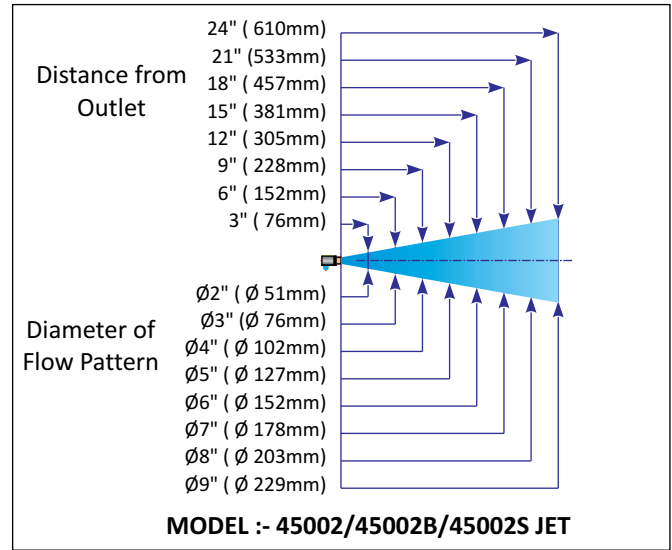 24" ( 610mm)
21" (533mm)
18" ( 457mm)
15" ( 381mm)
12" ( 305mm)
9" ( 228mm)
6" ( 152mm)
3" ( 76mm)
Distance from
Outlet
Ø2" ( Ø 51mm)
Ø3" (Ø 76mm)
Ø4" ( Ø 102mm)
Ø5" ( Ø 127mm)
Ø6" ( Ø 152mm)
Ø7" ( Ø 178mm)
Ø8" ( Ø 203mm)
Ø9" ( Ø 229mm)
Diameter of
Flow Pattern
MODEL :- 45002/45002B/45002S JET